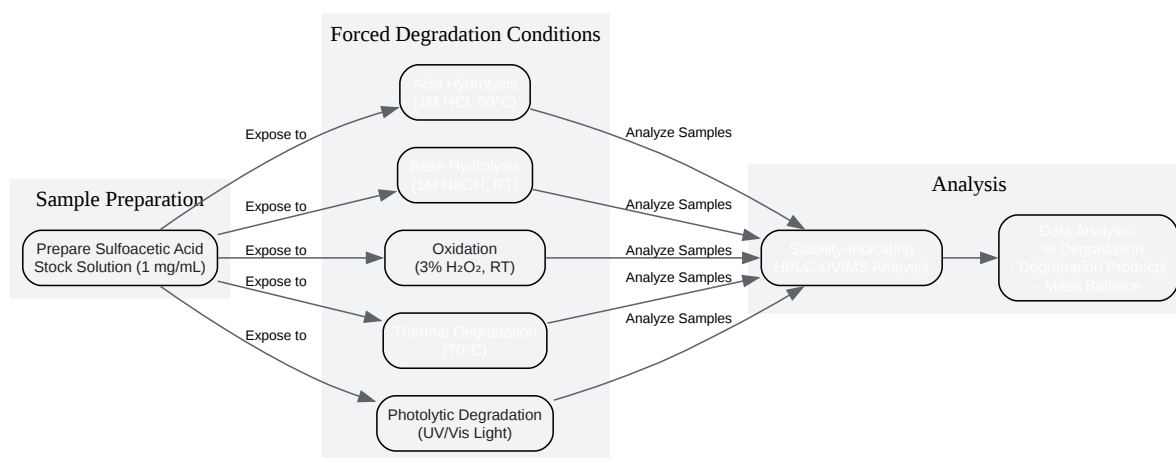 Forced Degradation Conditions
Acid Hydrolysis
(1M HCl, 60°C)
Expose to
Analyze Samples
Base Hydrolysis
(1M NaOH, RT)
Sample Preparation
Expose to
Analyze Samples
Analysis
Prepare Sulfoacetic Acid
Stock Solution (1 mg/mL)
Expose to
Oxidation
(3% H₂O₂, RT)
Analyze Samples
Stability-Indicating
HPLC-UV/MS Analysis
Data Analysis:
- % Degradation
- Degradation Products
- Mass Balance
Expose to
Analyze Samples
Thermal Degradation
(70°C)
Expose to
Analyze Samples
Photolytic Degradation
(UV/Vis Light)